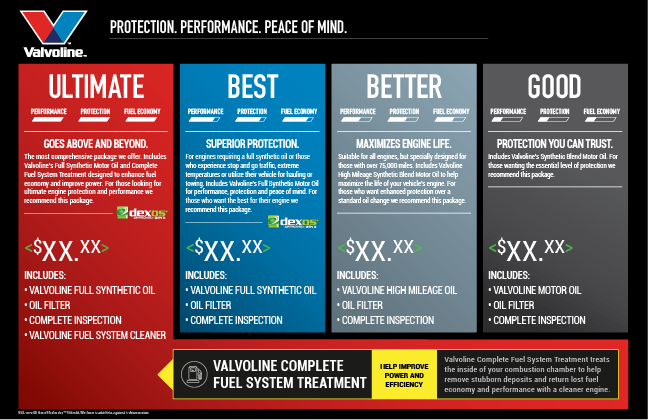 Valvoline.
PROTECTION. PERFORMANCE. PEACE OF MIND.
ULTIMATE
PERFORMANCE PROTECTION FUEL ECONOMY
GOES ABOVE AND BEYOND.
The most comprehensive package we offer. Includes
Valvoline's Full Synthetic Motor Oil and Complete
Fuel System Treatment designed to enhance fuel
economy and improve power. For those looking for
ultimate engine protection and performance we
recommend this package.
dexos
<$XX.XX>
INCLUDES:
• VALVOLINE FULL SYNTHETIC OIL
• OIL FILTER
• COMPLETE INSPECTION
• VALVOLINE FUEL SYSTEM CLEANER
BEST
PERFORMANCE PROTECTION FUEL ECONOMY
SUPERIOR PROTECTION.
For engines requiring a full synthetic oil or those
who experience stop and go traffic, extreme
temperatures or utilize their vehicle for hauling or
towing. Includes Valvoline's Full Synthetic Motor Oil
for performance, protection and peace of mind. For
those who want the best for their engine we
recommend this package.
dexos
<$XX.XX>
INCLUDES:
• VALVOLINE FULL SYNTHETIC OIL
• OIL FILTER
• COMPLETE INSPECTION
BETTER
PERFORMANCE PROTECTION FUEL ECONOMY
MAXIMIZES ENGINE LIFE.
Suitable for all engines, but specially designed for
those with over 75,000 miles. Includes Valvoline
High Mileage Synthetic Blend Motor Oil to help
maximize the life of your vehicle's engine. For
those who want enhanced protection over a
standard oil change we recommend this package.
<$XX.XX>
INCLUDES:
• VALVOLINE HIGH MILEAGE OIL
• OIL FILTER
• COMPLETE INSPECTION
GOOD
PERFORMANCE PROTECTION FUEL ECONOMY
PROTECTION YOU CAN TRUST.
Includes Valvoline's Synthetic Blend Motor Oil. For
those wanting the essential level of protection we
recommend this package.
<$XX.XX>
INCLUDES:
• VALVOLINE MOTOR OIL
• OIL FILTER
• COMPLETE INSPECTION
VALVOLINE COMPLETE
FUEL SYSTEM TREATMENT
HELP IMPROVE
POWER AND
EFFICIENCY
Valvoline Complete Fuel System Treatment treats
the inside of your combustion chamber to help
remove stubborn deposits and return lost fuel
economy and performance with a cleaner engine.